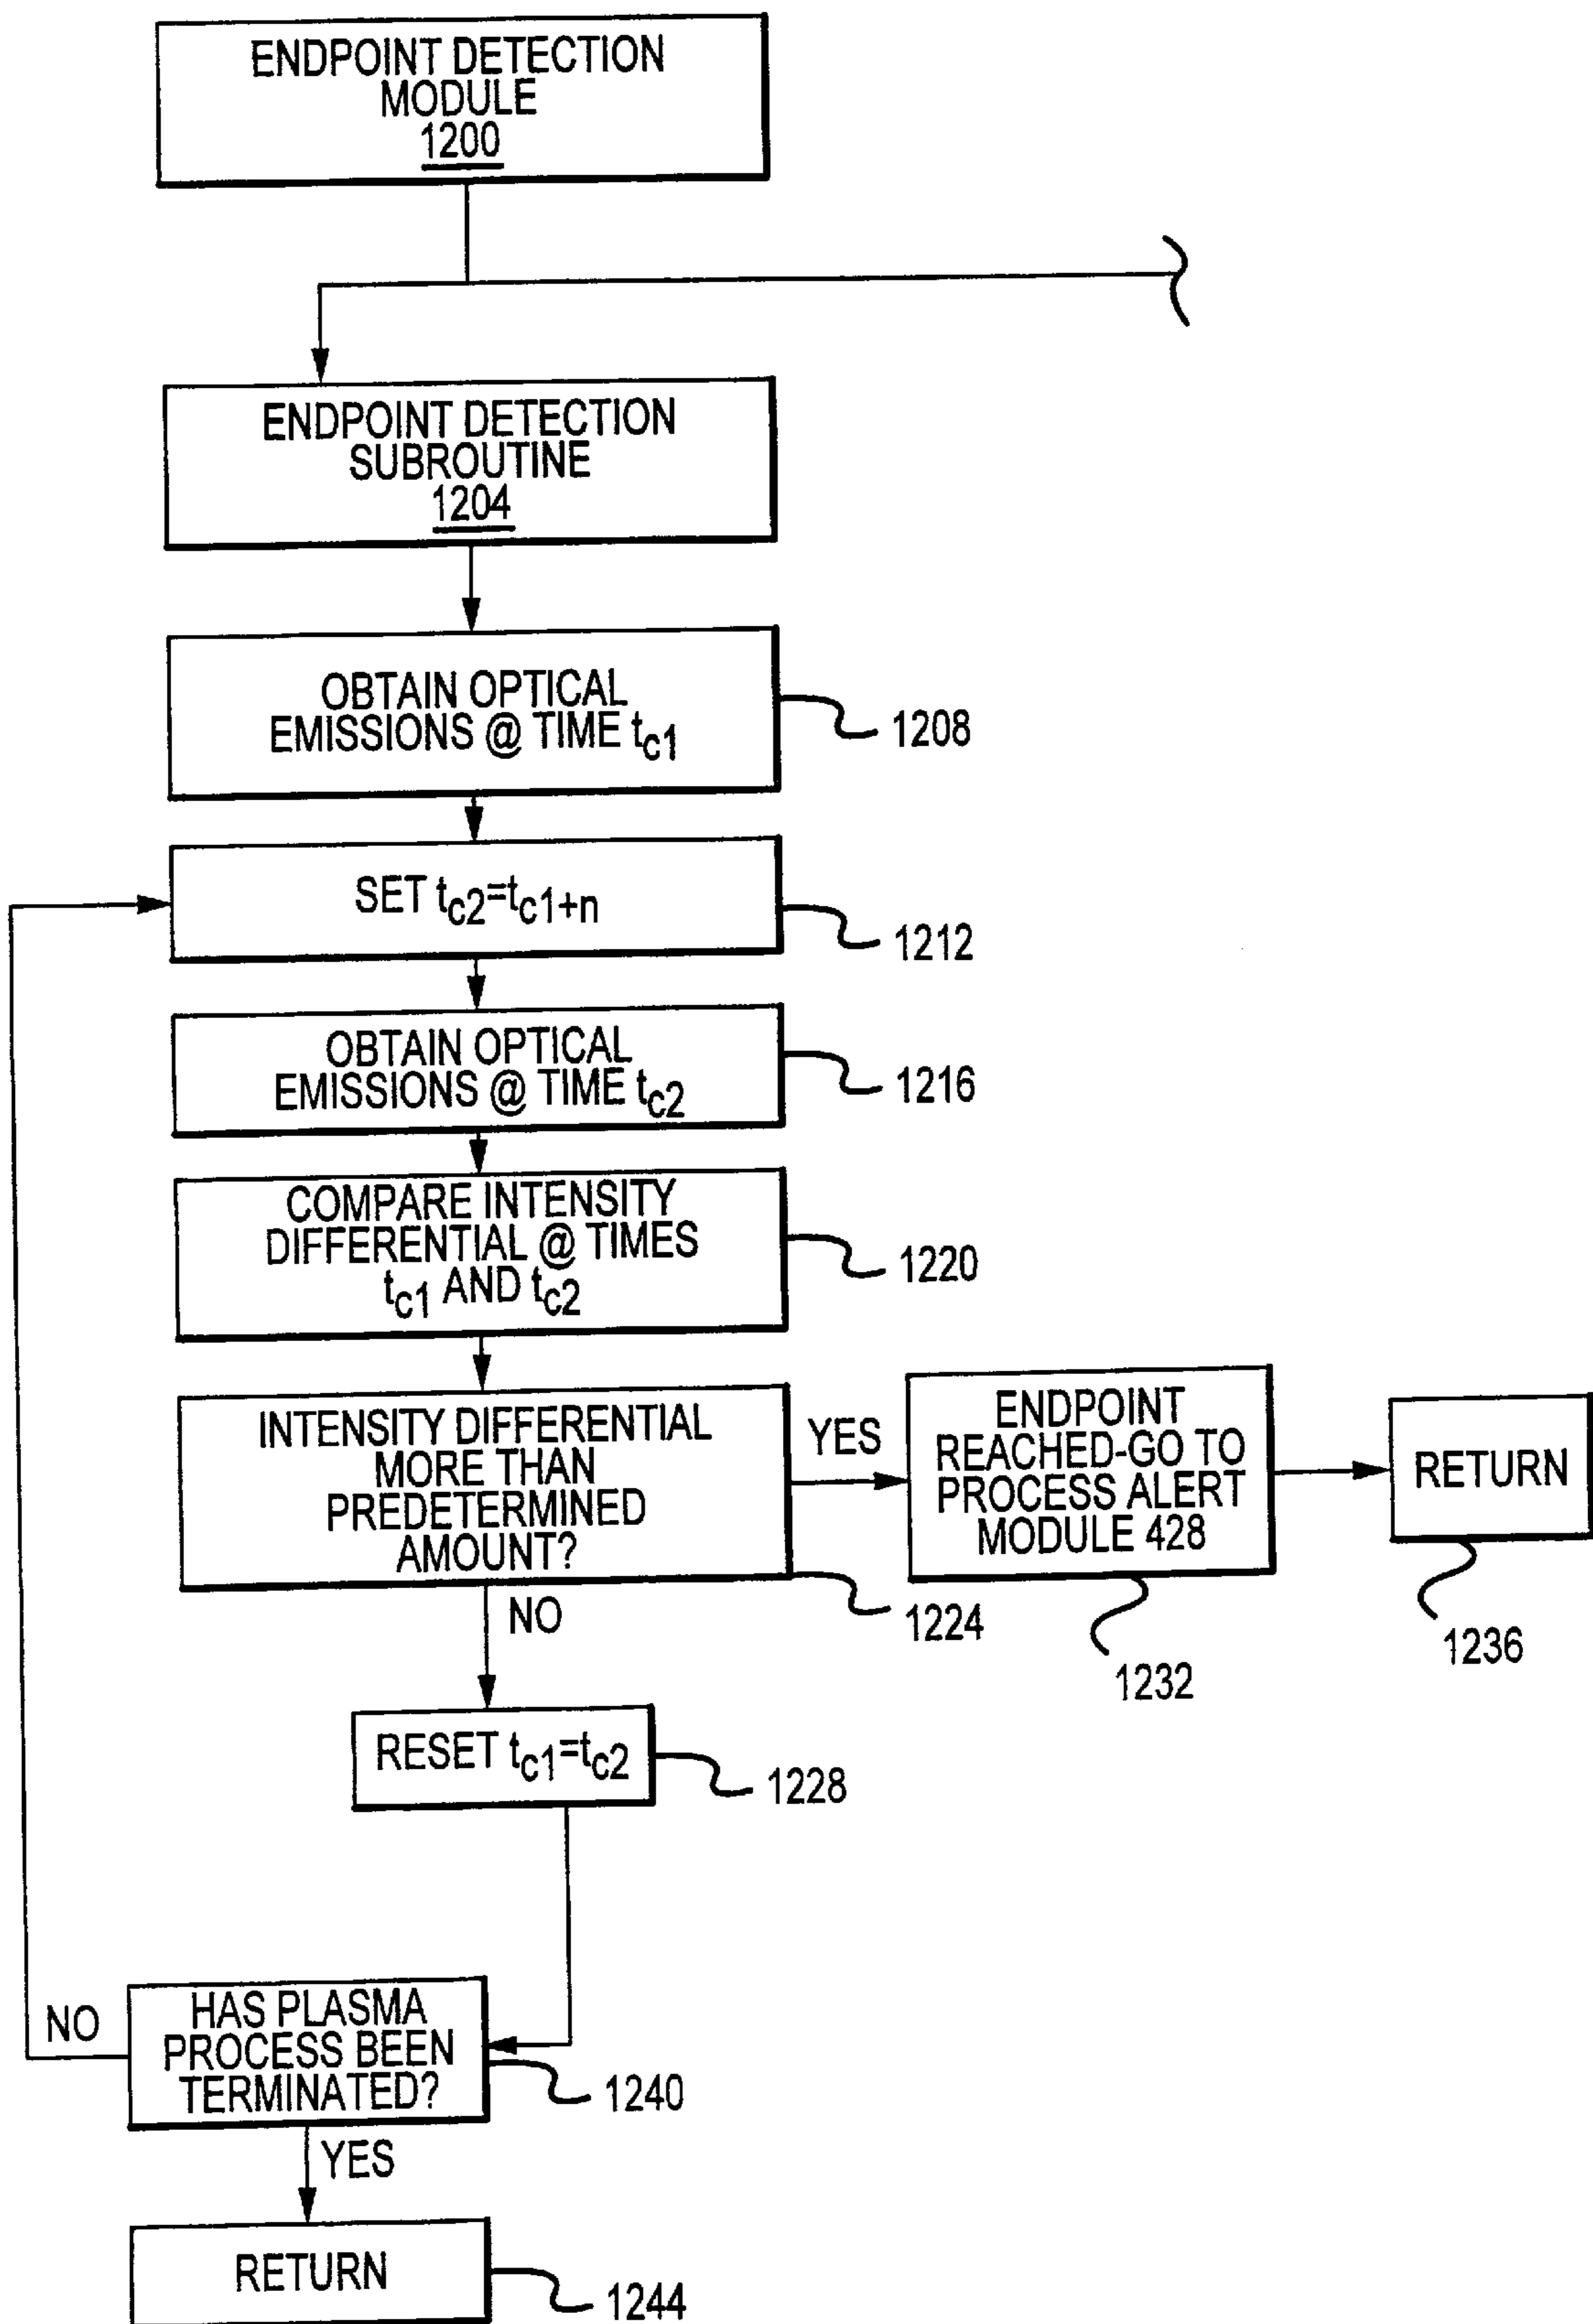 ENDPOINT DETECTION
MODULE
1200
ENDPOINT DETECTION
SUBROUTINE
1204
OBTAIN OPTICAL
EMISSIONS @ TIME tc1
1208
SET tc2=tc1+n
1212
OBTAIN OPTICAL
EMISSIONS @ TIME tc2
1216
COMPARE INTENSITY
DIFFERENTIAL @ TIMES
tc1 AND tc2
1220
INTENSITY DIFFERENTIAL
MORE THAN
PREDETERMINED
AMOUNT?
1224
YES
ENDPOINT
REACHED-GO TO
PROCESS ALERT
MODULE 428
1232
RETURN
1236
NO
RESET tc1=tc2
1228
HAS PLASMA
PROCESS BEEN
TERMINATED?
1240
NO
YES
RETURN
1244